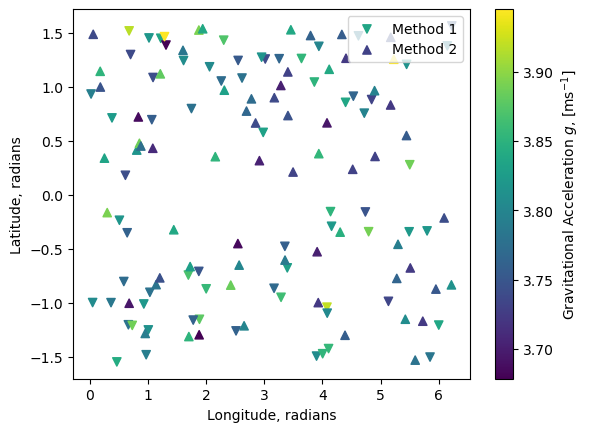 Method 1
Method 2
1.5
1.0
0.5
0.0
−0.5
−1.0
−1.5
Latitude, radians
0 1 2 3 4 5 6
Longitude, radians
3.90
3.85
3.80
3.75
3.70
Gravitational Acceleration g, [ms⁻¹]